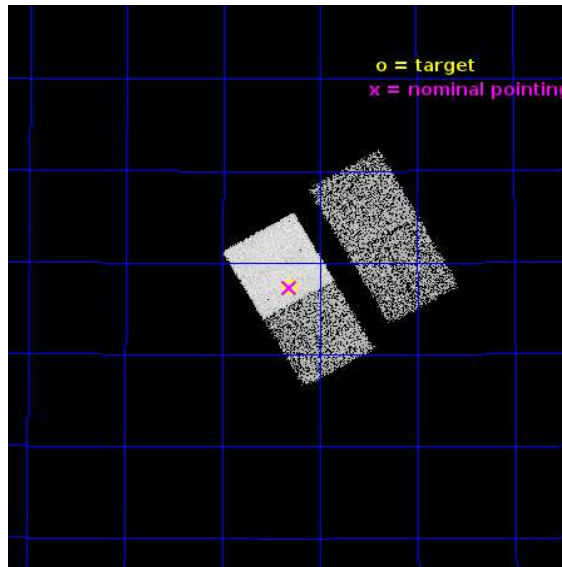 o = target
x = nominal pointing